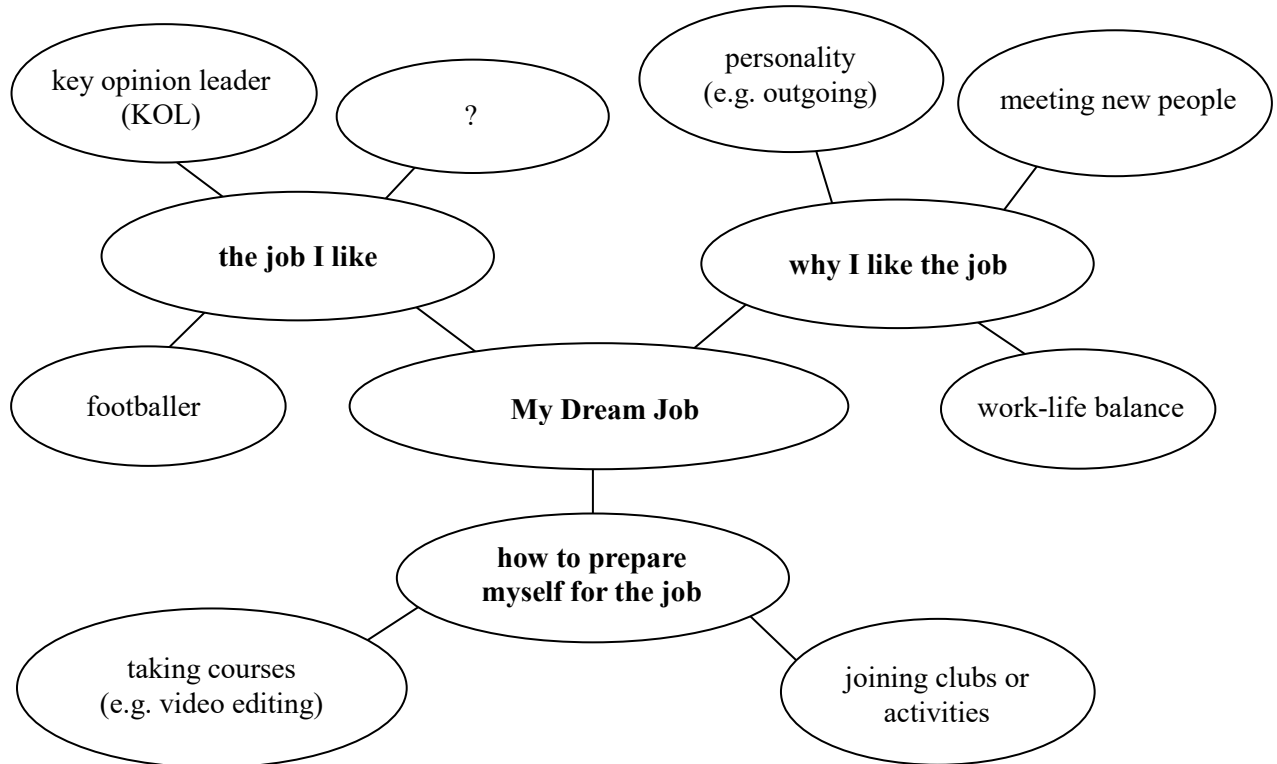 key opinion leader
(KOL)
?
personality
(e.g. outgoing)
meeting new people
the job I like
why I like the job
footballer
My Dream Job
work-life balance
how to prepare
myself for the job
taking courses
(e.g. video editing)
joining clubs or
activities